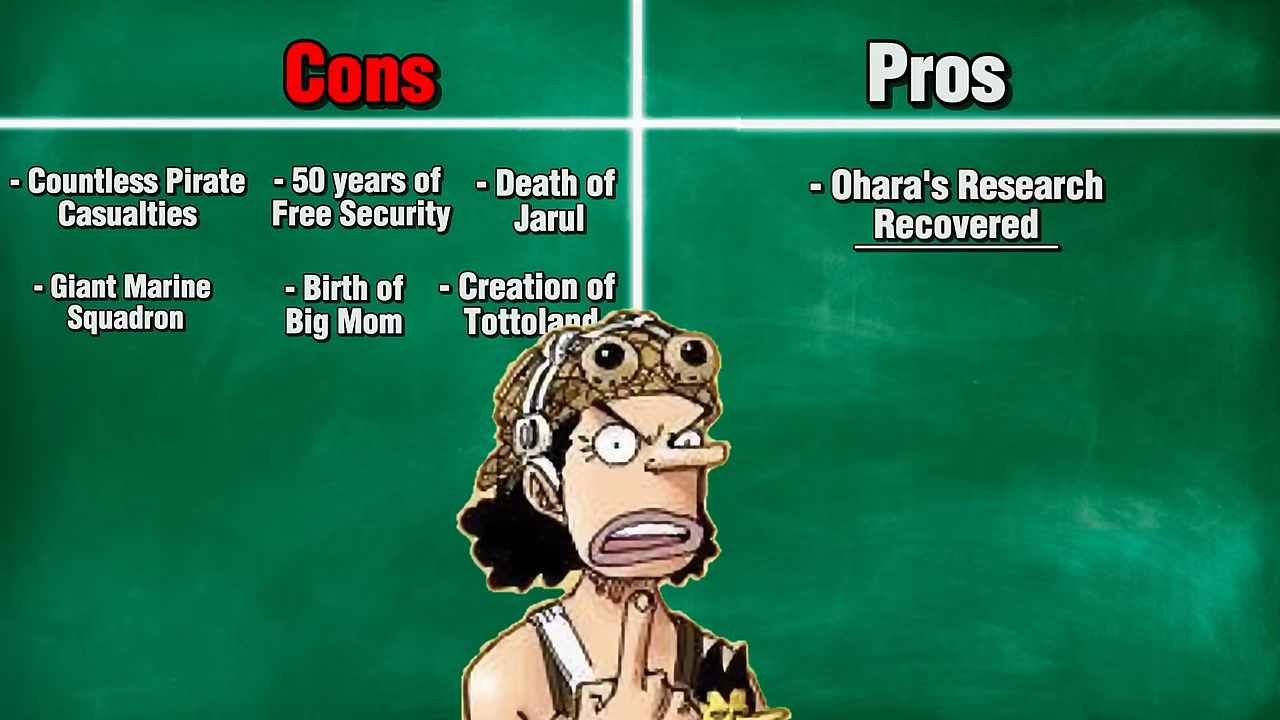 Cons
Pros
- Countless Pirate
Casualties
- 50 years of
Free Security
- Death of
Jarul
- Giant Marine
Squadron
- Birth of
Big Mom
- Creation of
Tottoland
- Ohara's Research
Recovered